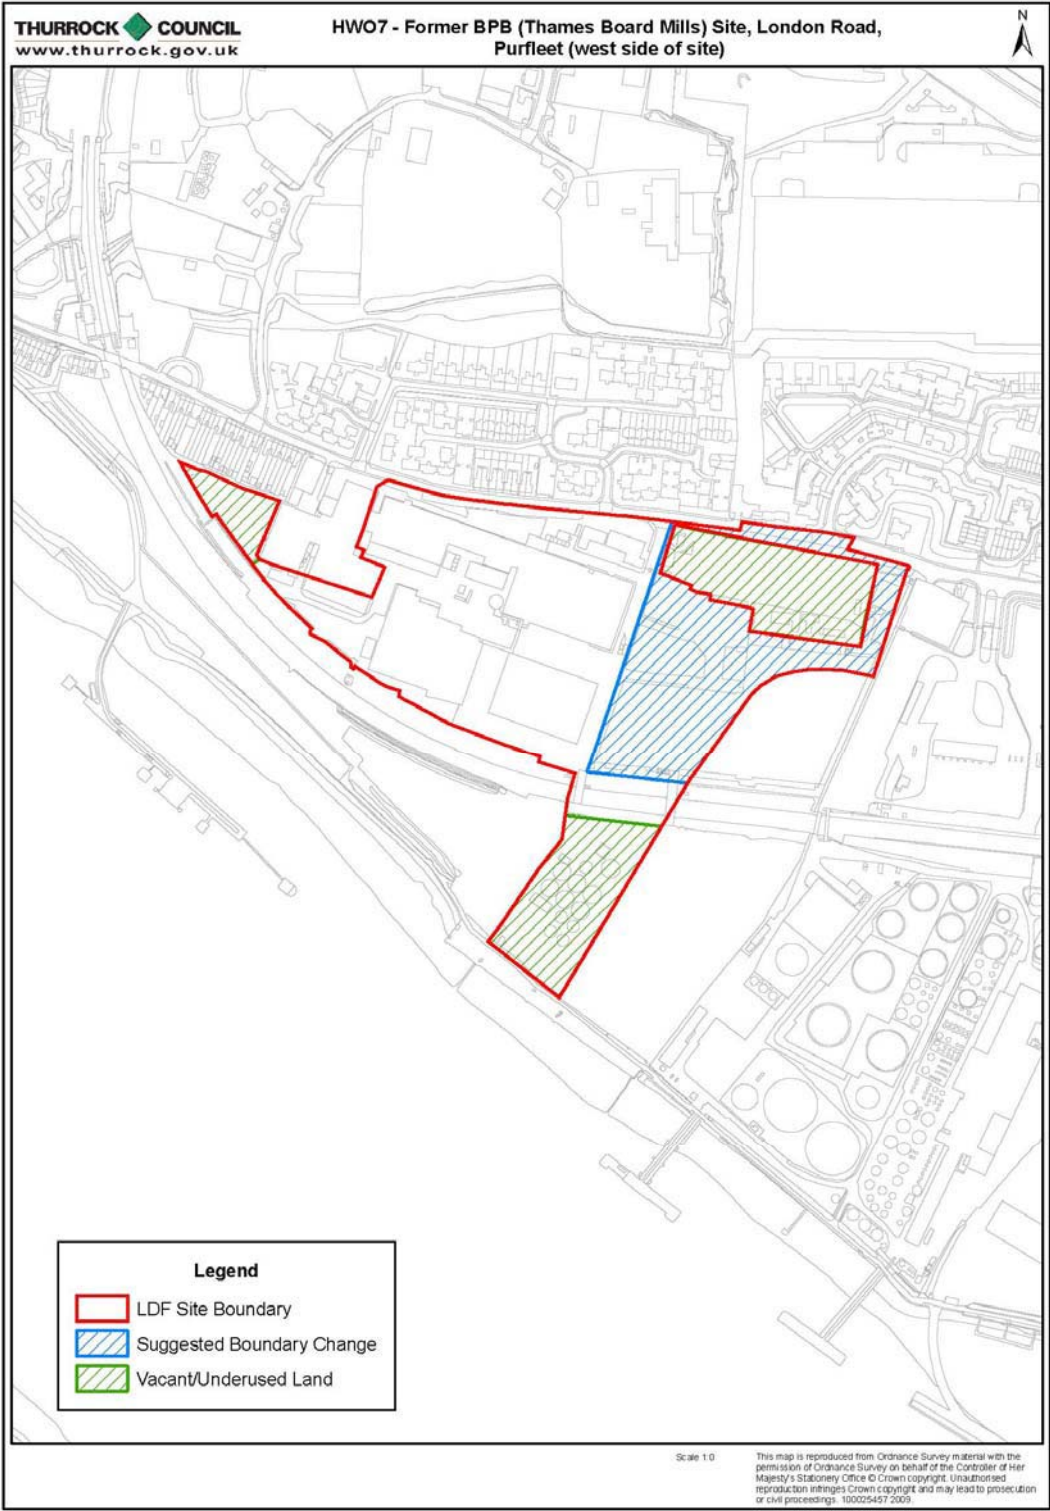 THURROCK COUNCIL
www.thurrock.gov.uk
HWO7 - Former BPB (Thames Board Mills) Site, London Road,
Purfleet (west side of site)
N
Legend
LDF Site Boundary
Suggested Boundary Change
Vacant/Underused Land
Scale 1:0
This map is reproduced from Ordnance Survey material with the
permission of Ordnance Survey on behalf of the Controller of Her
Majesty's Stationery Office © Crown copyright. Unauthorised
reproduction infringes Crown copyright and may lead to prosecution
or civil proceedings. 100025457 2009.